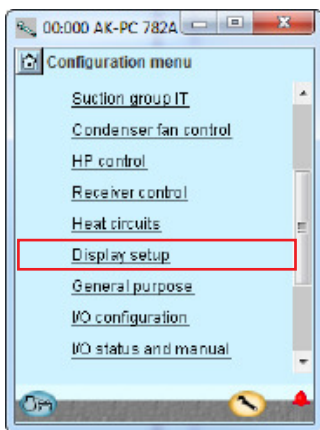 00:000 AK-PC 782A
Configuration menu
Suction group IT
Condenser fan control
HP control
Receiver control
Heat circuits
Display setup
General purpose
I/O configuration
I/O status and manual